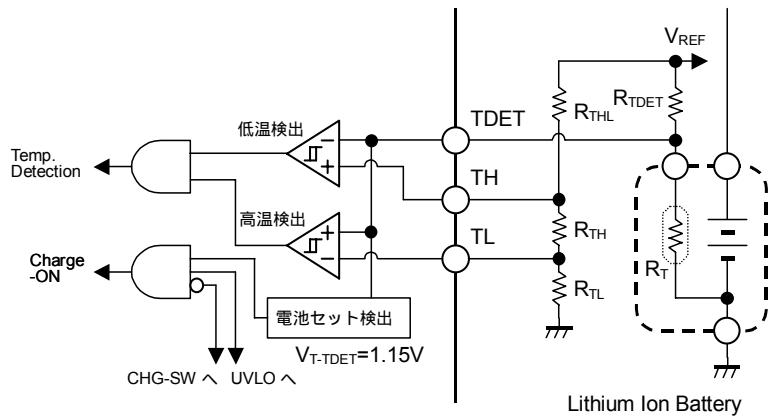 V_REF
R_THL
R_TDET
低温検出
TDET
Temp.
Detection
TH
高温検出
TL
R_TH
Charge
-ON
R_T
R_TL
電池セット検出
V_T-TDET=1.15V
CHG-SW へ UVLO へ
Lithium Ion Battery